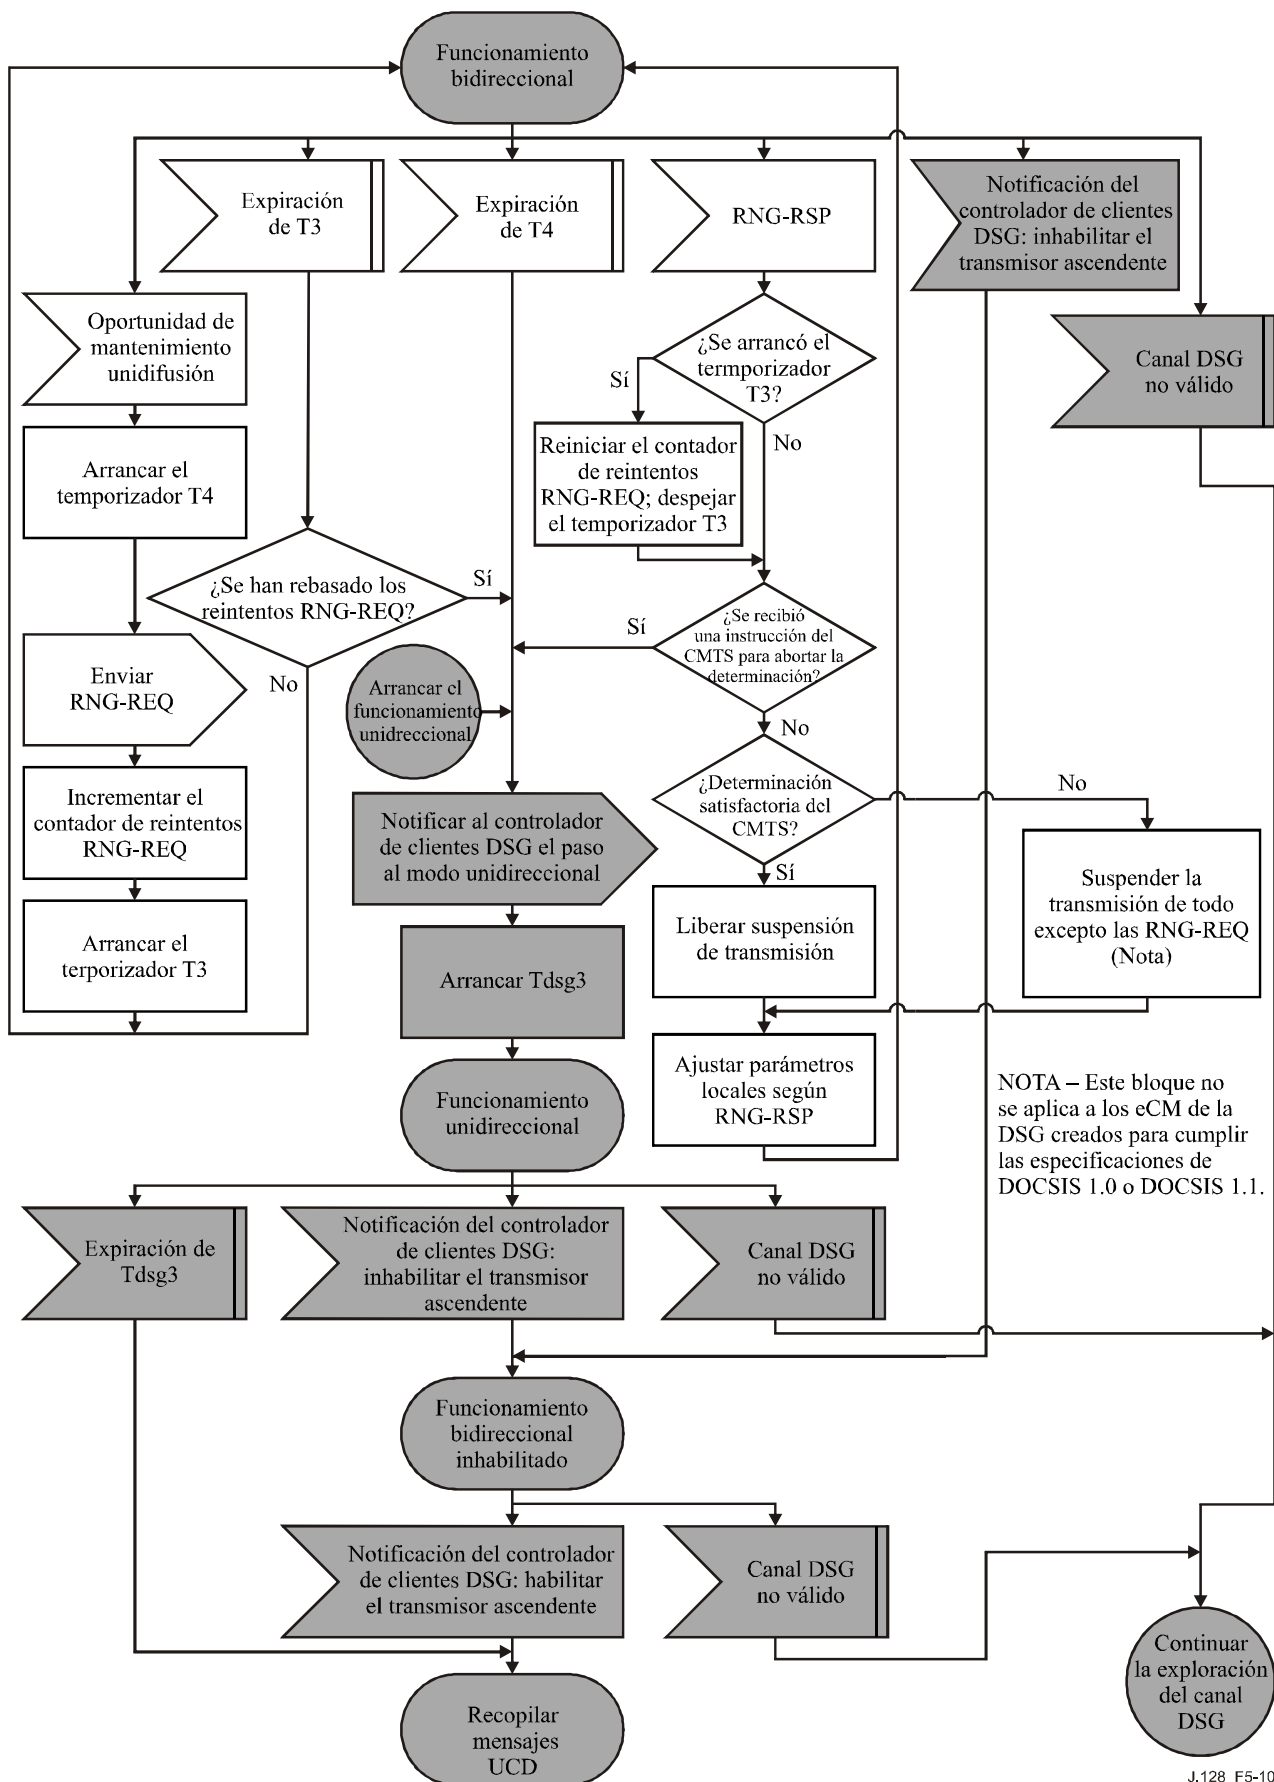 Funcionamiento
bidireccional
Expiración
de T3
Expiración
de T4
RNG-RSP
Notificación del
controlador de clientes
DSG: inhabilitar el
transmisor ascendente
Oportunidad de
mantenimiento
unidifusión
¿Se arrancó el
termporizador
T3?
Canal DSG
no válido
Sí
No
Arrancar el
temporizador T4
Reiniciar el contador
de reintentos
RNG-REQ; despejar
el temporizador T3
¿Se han rebasado los
reintentos RNG-REQ?
Sí
No
¿Se recibió
una instrucción del
CMTS para abortar la
determinación?
Sí
No
Enviar
RNG-REQ
Arrancar el
funcionamiento
unidreccional
¿Determinación
satisfactoria del
CMTS?
No
Sí
Incrementar el
contador de reintentos
RNG-REQ
Notificar al controlador
de clientes DSG el paso
al modo unidireccional
Suspender la
transmisión de todo
excepto las RNG-REQ
(Nota)
Liberar suspensión
de transmisión
Arrancar el
terporizador T3
Arrancar Tdsg3
Ajustar parámetros
locales según
RNG-RSP
Funcionamiento
unidireccional
NOTA – Este bloque no
se aplica a los eCM de la
DSG creados para cumplir
las especificaciones de
DOCSIS 1.0 o DOCSIS 1.1.
Expiración de
Tdsg3
Notificación del controlador
de clientes DSG:
inhabilitar el transmisor
ascendente
Canal DSG
no válido
Funcionamiento
bidireccional
inhabilitado
Notificación del controlador
de clientes DSG: habilitar
el transmisor ascendente
Canal DSG
no válido
Continuar
la exploración
del canal
DSG
Recopilar
mensajes
UCD
J.128_F5-10